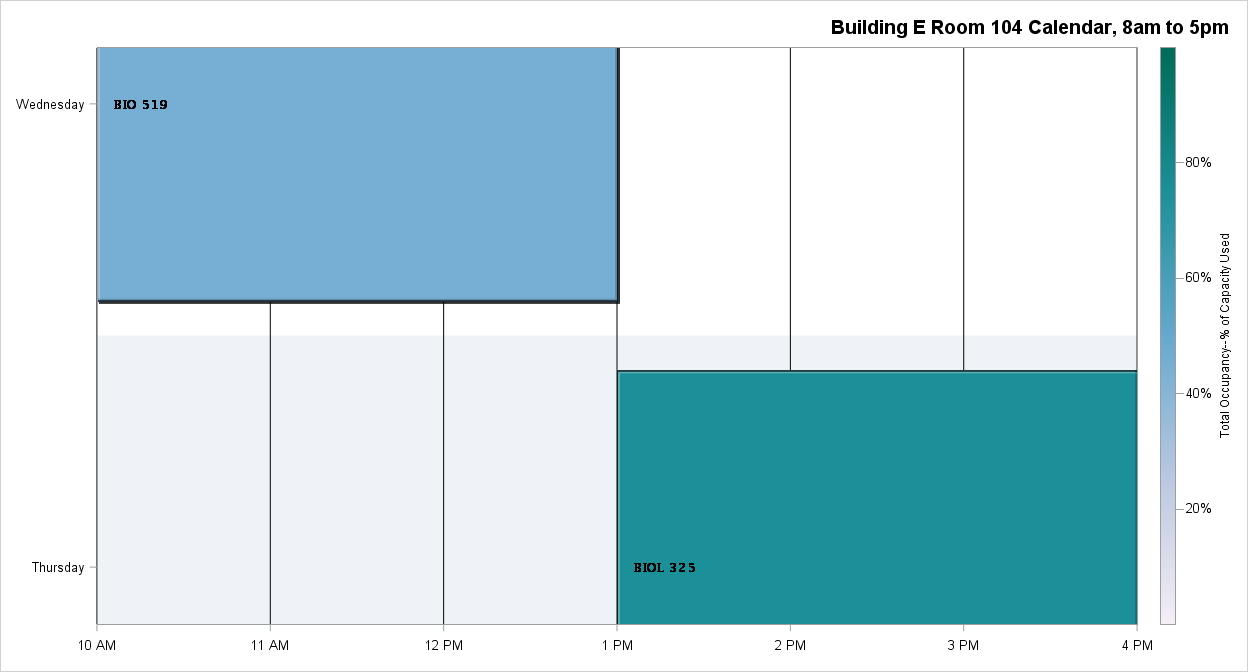 Building E Room 104 Calendar, 8am to 5pm
Wednesday
BIO 519
Thursday
BIOL 325
10 AM
11 AM
12 PM
1 PM
2 PM
3 PM
4 PM
80%
60%
40%
20%
Total Occupancy--% of Capacity Used